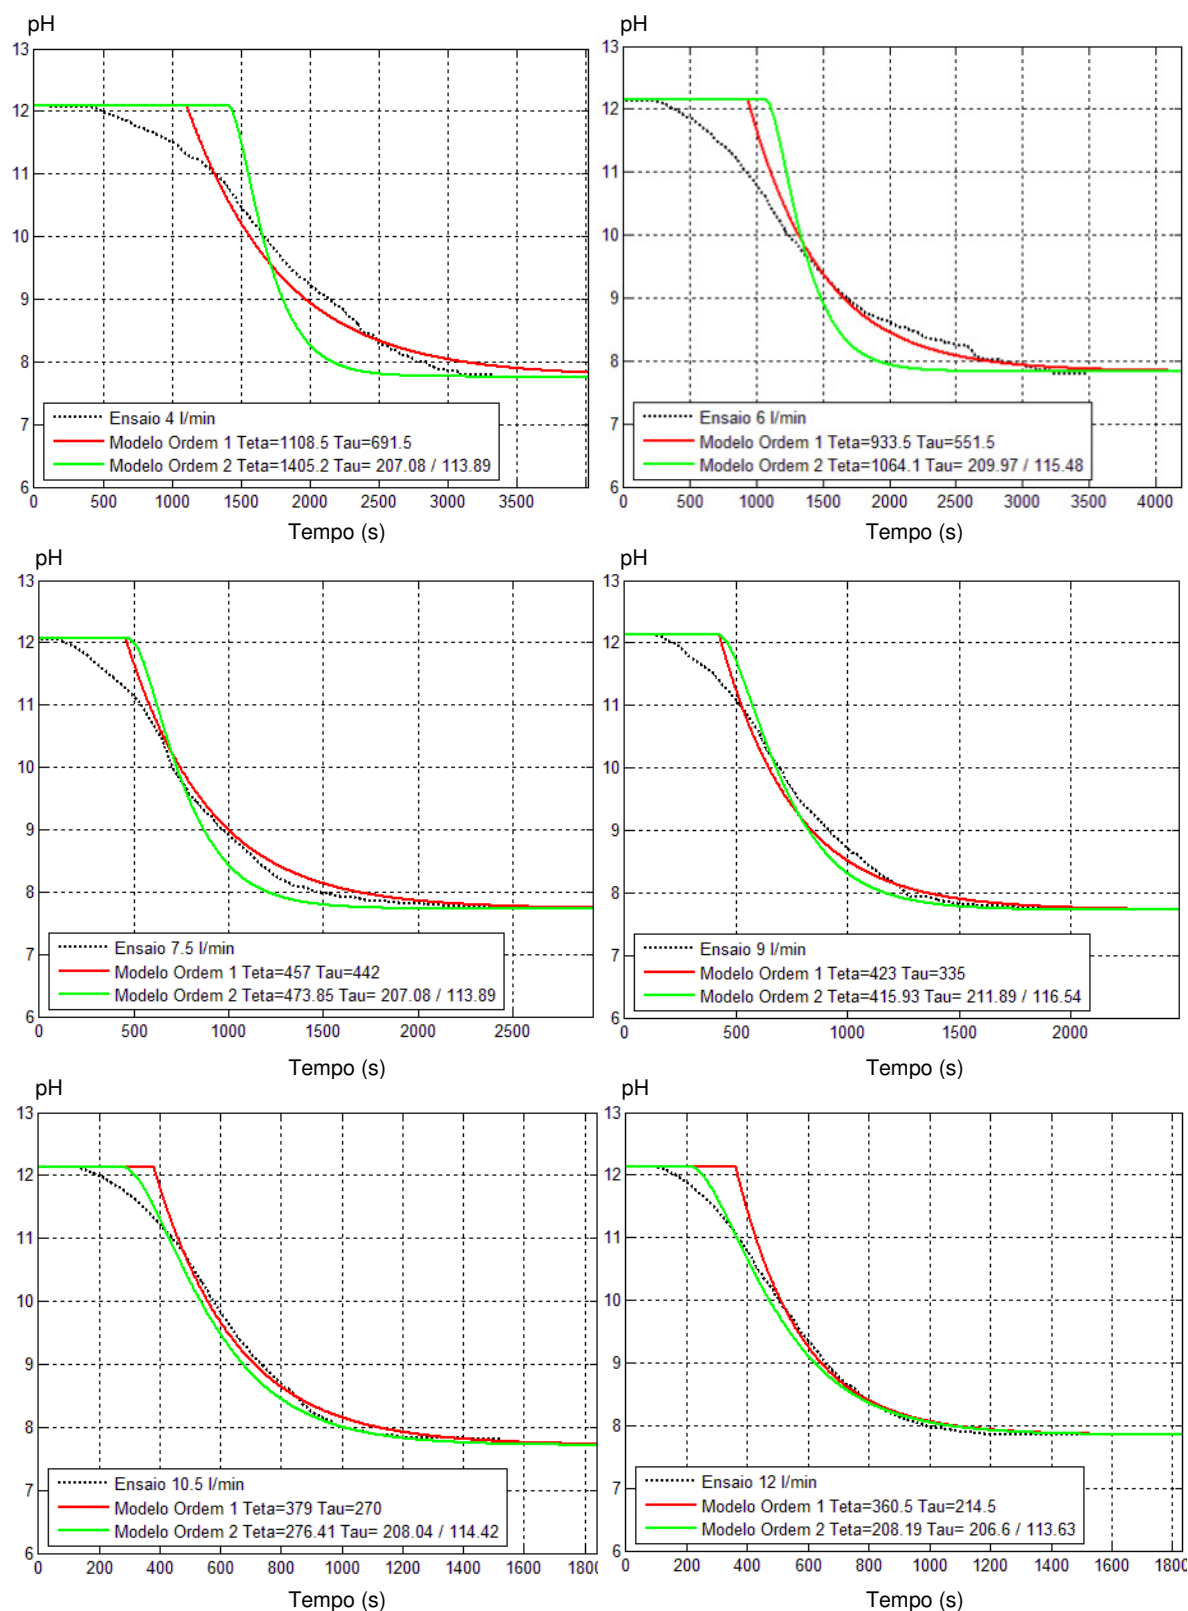 pH
pH
13
12
11
10
9
8
7
6
Ensaio 4 l/min
Modelo Ordem 1 Teta=1108.5 Tau=691.5
Modelo Ordem 2 Teta=1405.2 Tau= 207.08 / 113.89
0 500 1000 1500 2000 2500 3000 3500
Tempo (s)
13
12
11
10
9
8
7
6
Ensaio 6 l/min
Modelo Ordem 1 Teta=933.5 Tau=551.5
Modelo Ordem 2 Teta=1064.1 Tau= 209.97 / 115.48
0 500 1000 1500 2000 2500 3000 3500 4000
Tempo (s)
pH
13
12
11
10
9
8
7
6
Ensaio 7.5 l/min
Modelo Ordem 1 Teta=457 Tau=442
Modelo Ordem 2 Teta=473.85 Tau= 207.08 / 113.89
0 500 1000 1500 2000 2500
Tempo (s)
pH
13
12
11
10
9
8
7
6
Ensaio 9 l/min
Modelo Ordem 1 Teta=423 Tau=335
Modelo Ordem 2 Teta=415.93 Tau= 211.89 / 116.54
0 500 1000 1500 2000
Tempo (s)
pH
13
12
11
10
9
8
7
6
Ensaio 10.5 l/min
Modelo Ordem 1 Teta=379 Tau=270
Modelo Ordem 2 Teta=276.41 Tau= 208.04 / 114.42
0 200 400 600 800 1000 1200 1400 1600 1800
Tempo (s)
pH
13
12
11
10
9
8
7
6
Ensaio 12 l/min
Modelo Ordem 1 Teta=360.5 Tau=214.5
Modelo Ordem 2 Teta=208.19 Tau= 206.6 / 113.63
0 200 400 600 800 1000 1200 1400 1600 1800
Tempo (s)